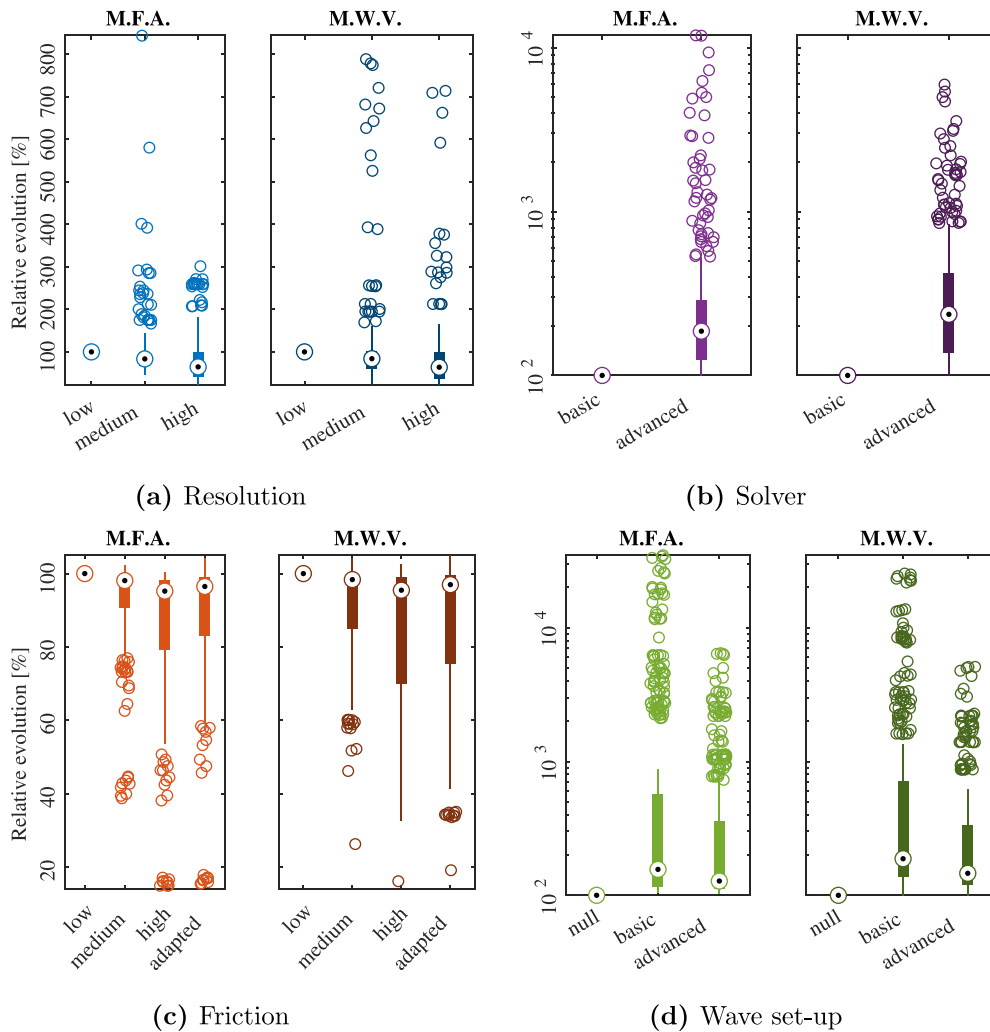 M.F.A.
M.W.V.
M.F.A.
M.W.V.
Relative evolution [%]
800
700
600
500
400
300
200
100
low
medium
high
low
medium
high
10^4
10^3
10^2
basic
advanced
basic
advanced
(a) Resolution
(b) Solver
M.F.A.
M.W.V.
M.F.A.
M.W.V.
Relative evolution [%]
100
80
60
40
20
low
medium
high
adapted
low
medium
high
adapted
10^4
10^3
10^2
null
basic
advanced
null
basic
advanced
(c) Friction
(d) Wave set-up